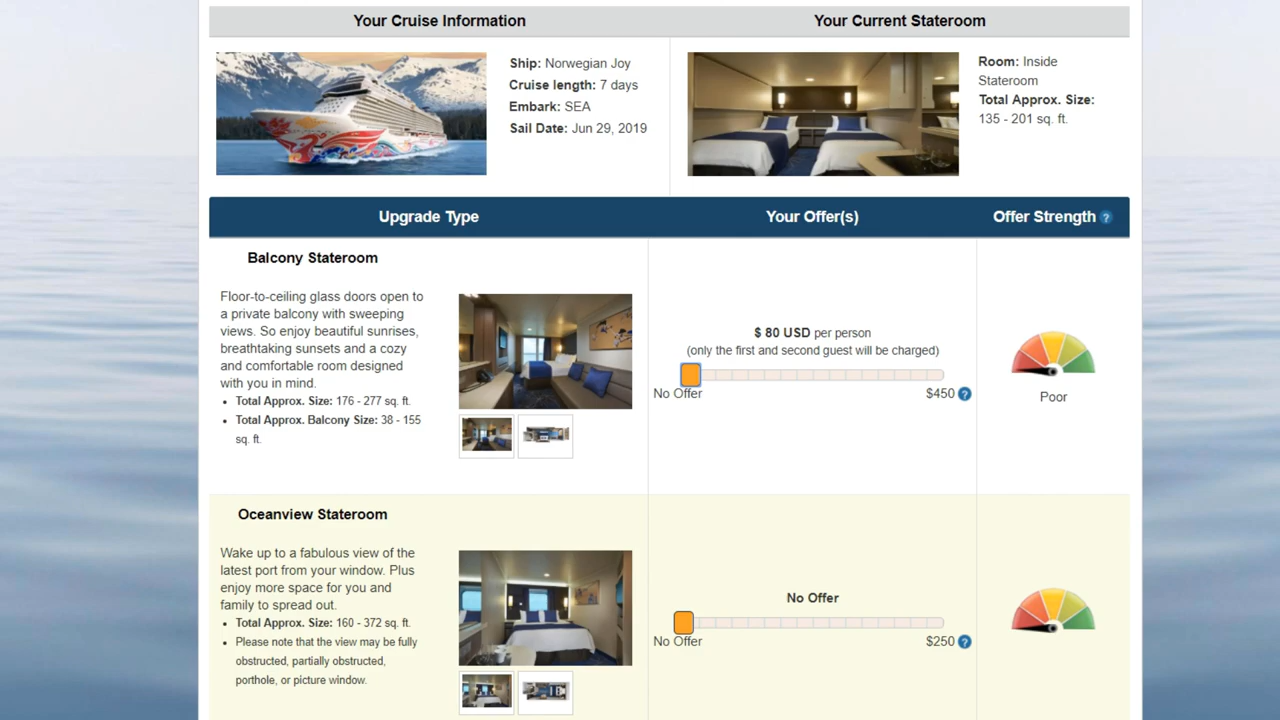 Your Cruise Information
Your Current Stateroom
Ship: Norwegian Joy
Cruise length: 7 days
Embark: SEA
Sail Date: Jun 29, 2019
Room: Inside
Stateroom
Total Approx. Size:
135 - 201 sq. ft.
Upgrade Type
Your Offer(s)
Offer Strength ?
Balcony Stateroom
Floor-to-ceiling glass doors open to
a private balcony with sweeping
views. So enjoy beautiful sunrises,
breathtaking sunsets and a cozy
and comfortable room designed
with you in mind.
• Total Approx. Size: 176 - 277 sq. ft.
• Total Approx. Balcony Size: 38 - 155
sq. ft.
$ 80 USD per person
(only the first and second guest will be charged)
No Offer
$450 ?
Poor
Oceanview Stateroom
Wake up to a fabulous view of the
latest port from your window. Plus
enjoy more space for you and
family to spread out.
• Total Approx. Size: 160 - 372 sq. ft.
• Please note that the view may be fully
obstructed, partially obstructed,
porthole, or picture window.
No Offer
No Offer
$250 ?